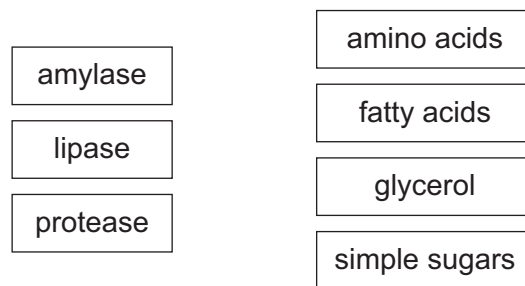 amylase
lipase
protease
amino acids
fatty acids
glycerol
simple sugars